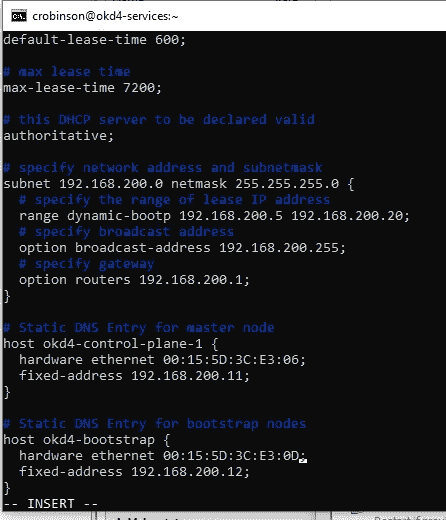 crobinson@okd4-services:~
default-lease-time 600;
# max lease time
max-lease-time 7200;
# this DHCP server to be declared valid
authoritative;
# specify network address and subnetmask
subnet 192.168.200.0 netmask 255.255.255.0 {
# specify the range of lease IP address
range dynamic-bootp 192.168.200.5 192.168.200.20;
# specify broadcast address
option broadcast-address 192.168.200.255;
# specify gateway
option routers 192.168.200.1;
}
# Static DNS Entry for master node
host okd4-control-plane-1 {
hardware ethernet 00:15:5D:3C:E3:06;
fixed-address 192.168.200.11;
}
# Static DNS Entry for bootstrap nodes
host okd4-bootstrap {
hardware ethernet 00:15:5D:3C:E3:0D;
fixed-address 192.168.200.12;
}
-- INSERT --